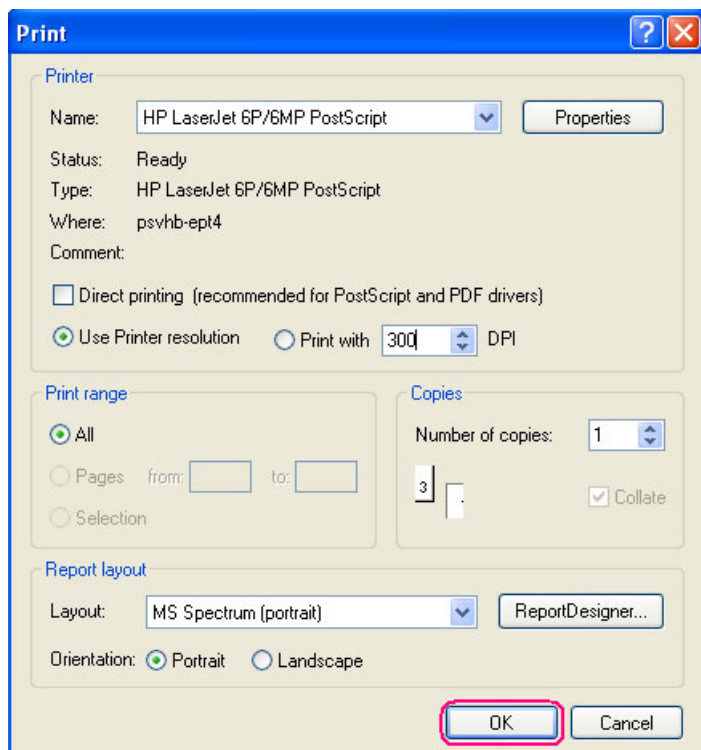 Print
Printer
Name: HP LaserJet 6P/6MP PostScript Properties
Status: Ready
Type: HP LaserJet 6P/6MP PostScript
Where: psvhb-ept4
Comment:
Direct printing (recommended for PostScript and PDF drivers)
Use Printer resolution Print with 300 DPI
Print range
All
Pages from: to:
Selection
Copies
Number of copies: 1
3
Collate
Report layout
Layout: MS Spectrum (portrait) ReportDesigner...
Orientation: Portrait Landscape
OK Cancel